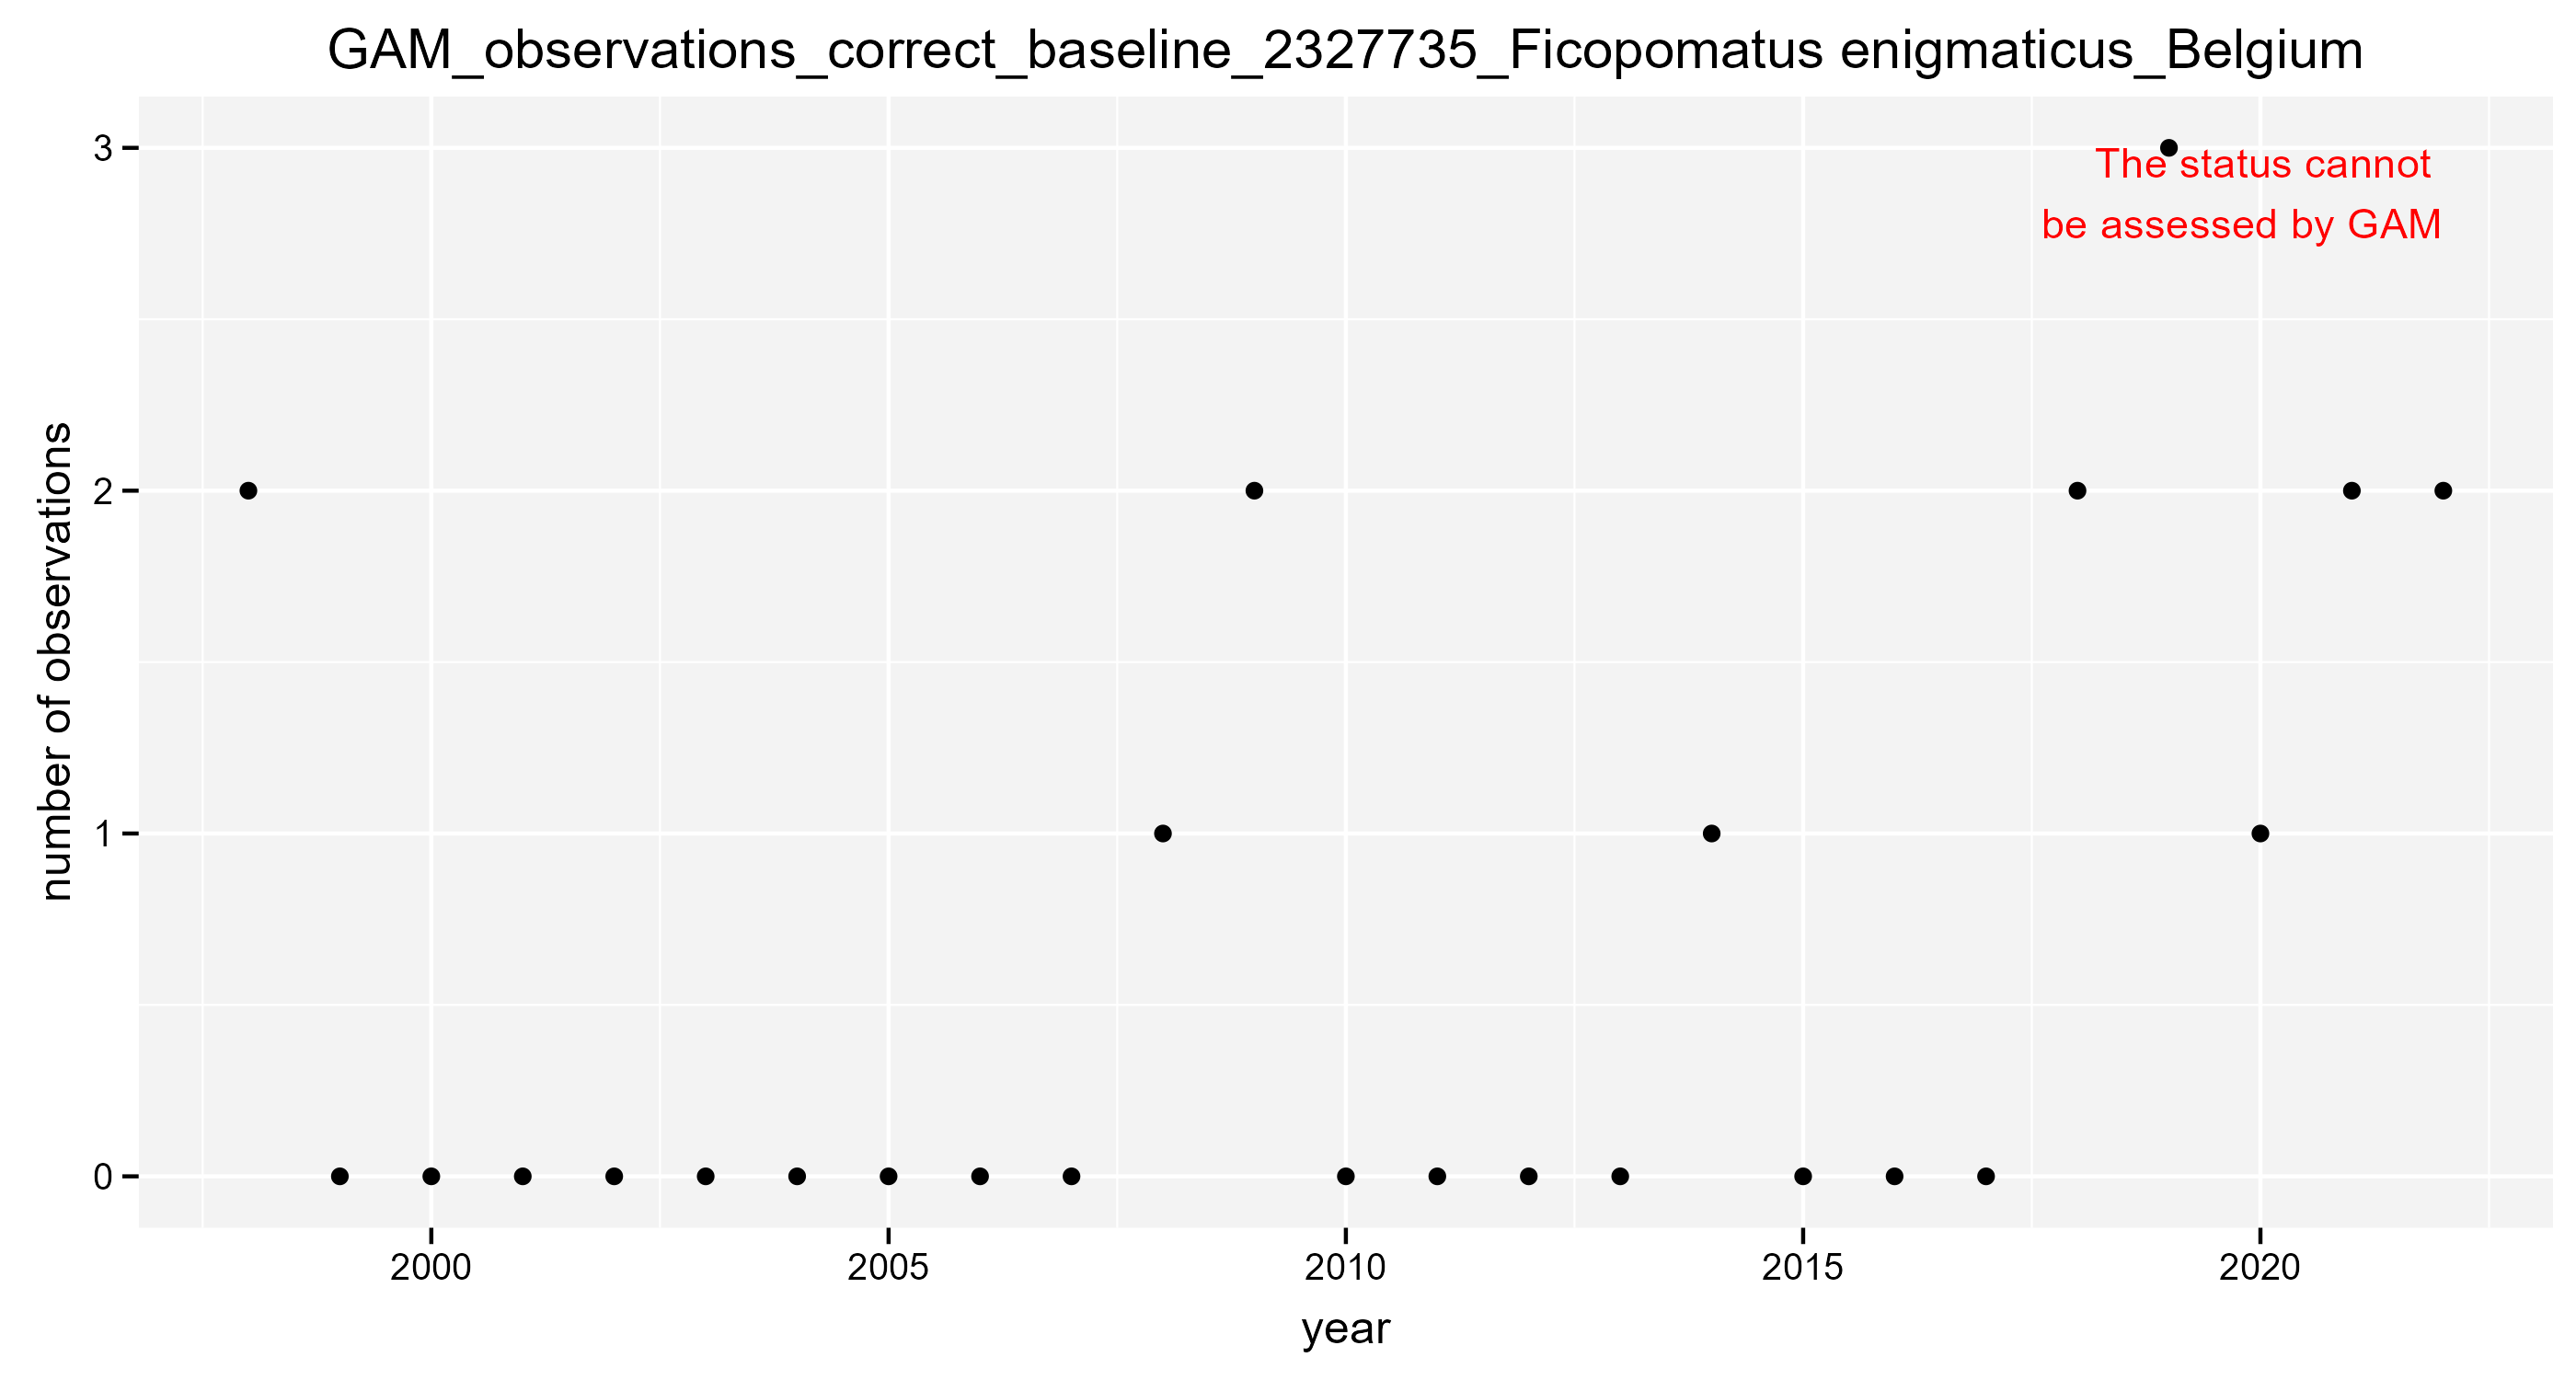 GAM_observations_correct_baseline_2327735_Ficopomatus enigmaticus_Belgium
The status cannot
be assessed by GAM
number of observations
3
2
1
0
2000 2005 2010 2015 2020
year